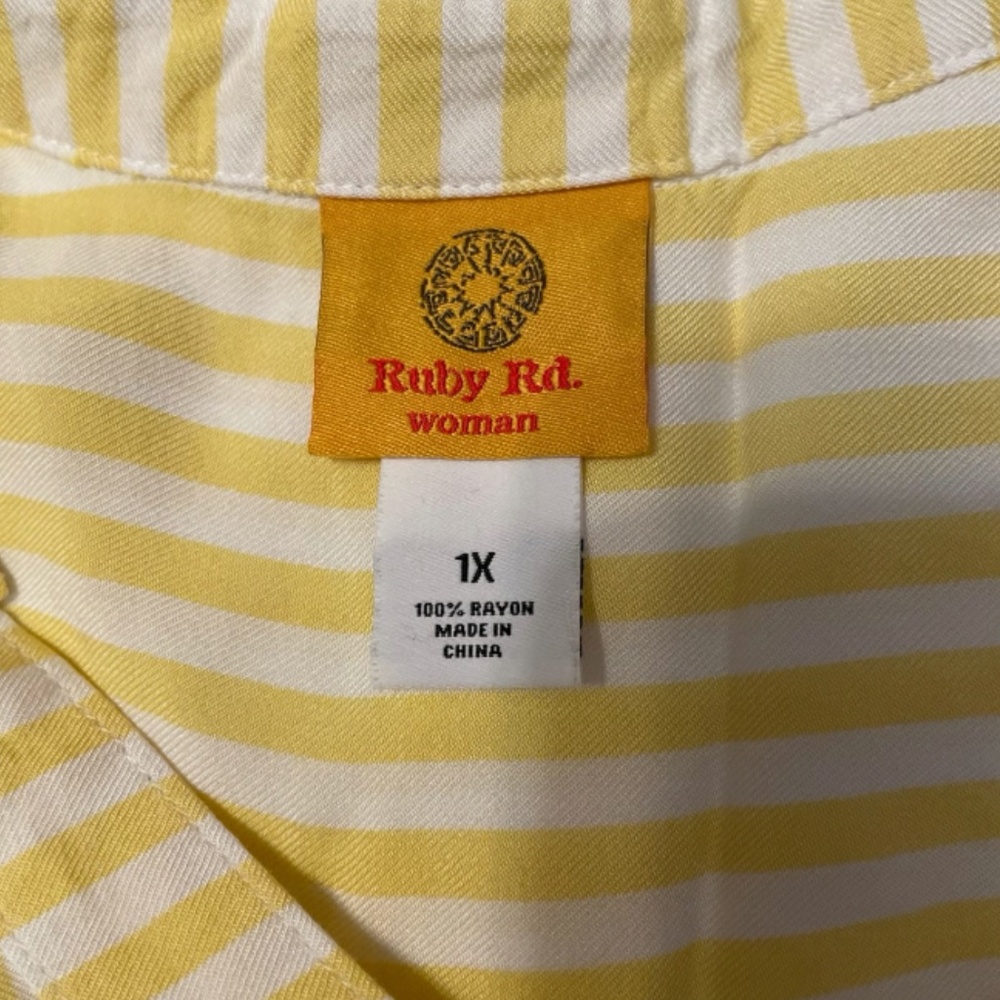 Ruby Rd.
woman
1X
100% RAYON
MADE IN
CHINA